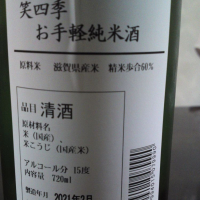 笑四季
お手軽純米酒
原料米　滋賀県産米　精米歩合60%
品目 清酒
原材料名
米（国産）、
米こうじ（国産米）
アルコール分 15度
内容量 720ml
製造年月 2021年2月